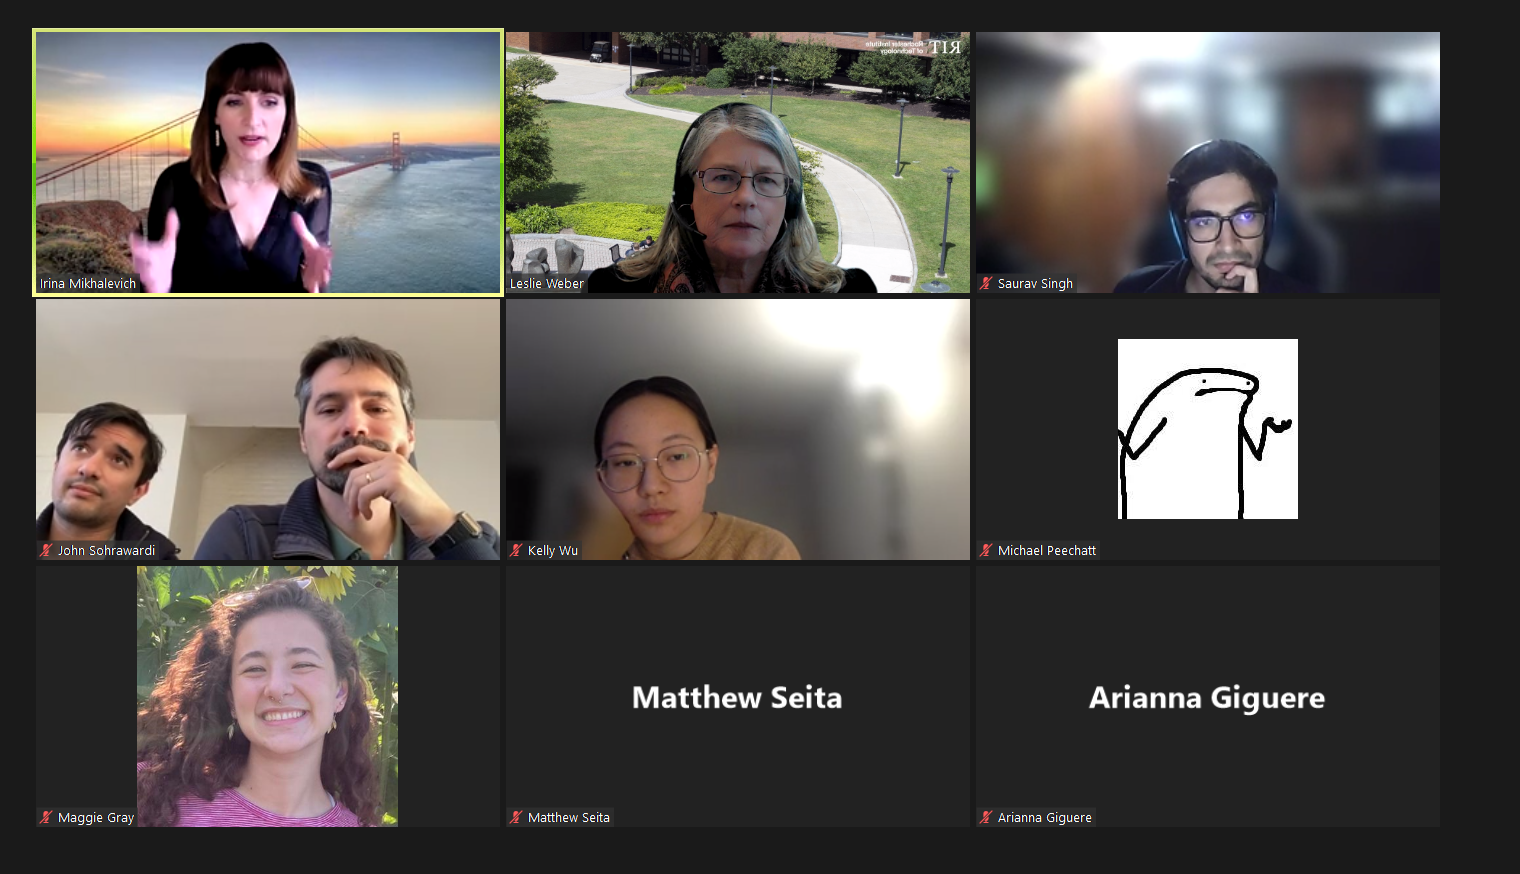 Irina Mikhalevich
Rochester Institute
of Technology
RIT
Leslie Weber
Saurav Singh
John Sohrawardi
Kelly Wu
Michael Peechatt
Maggie Gray
Matthew Seita
Matthew Seita
Arianna Giguere
Arianna Giguere